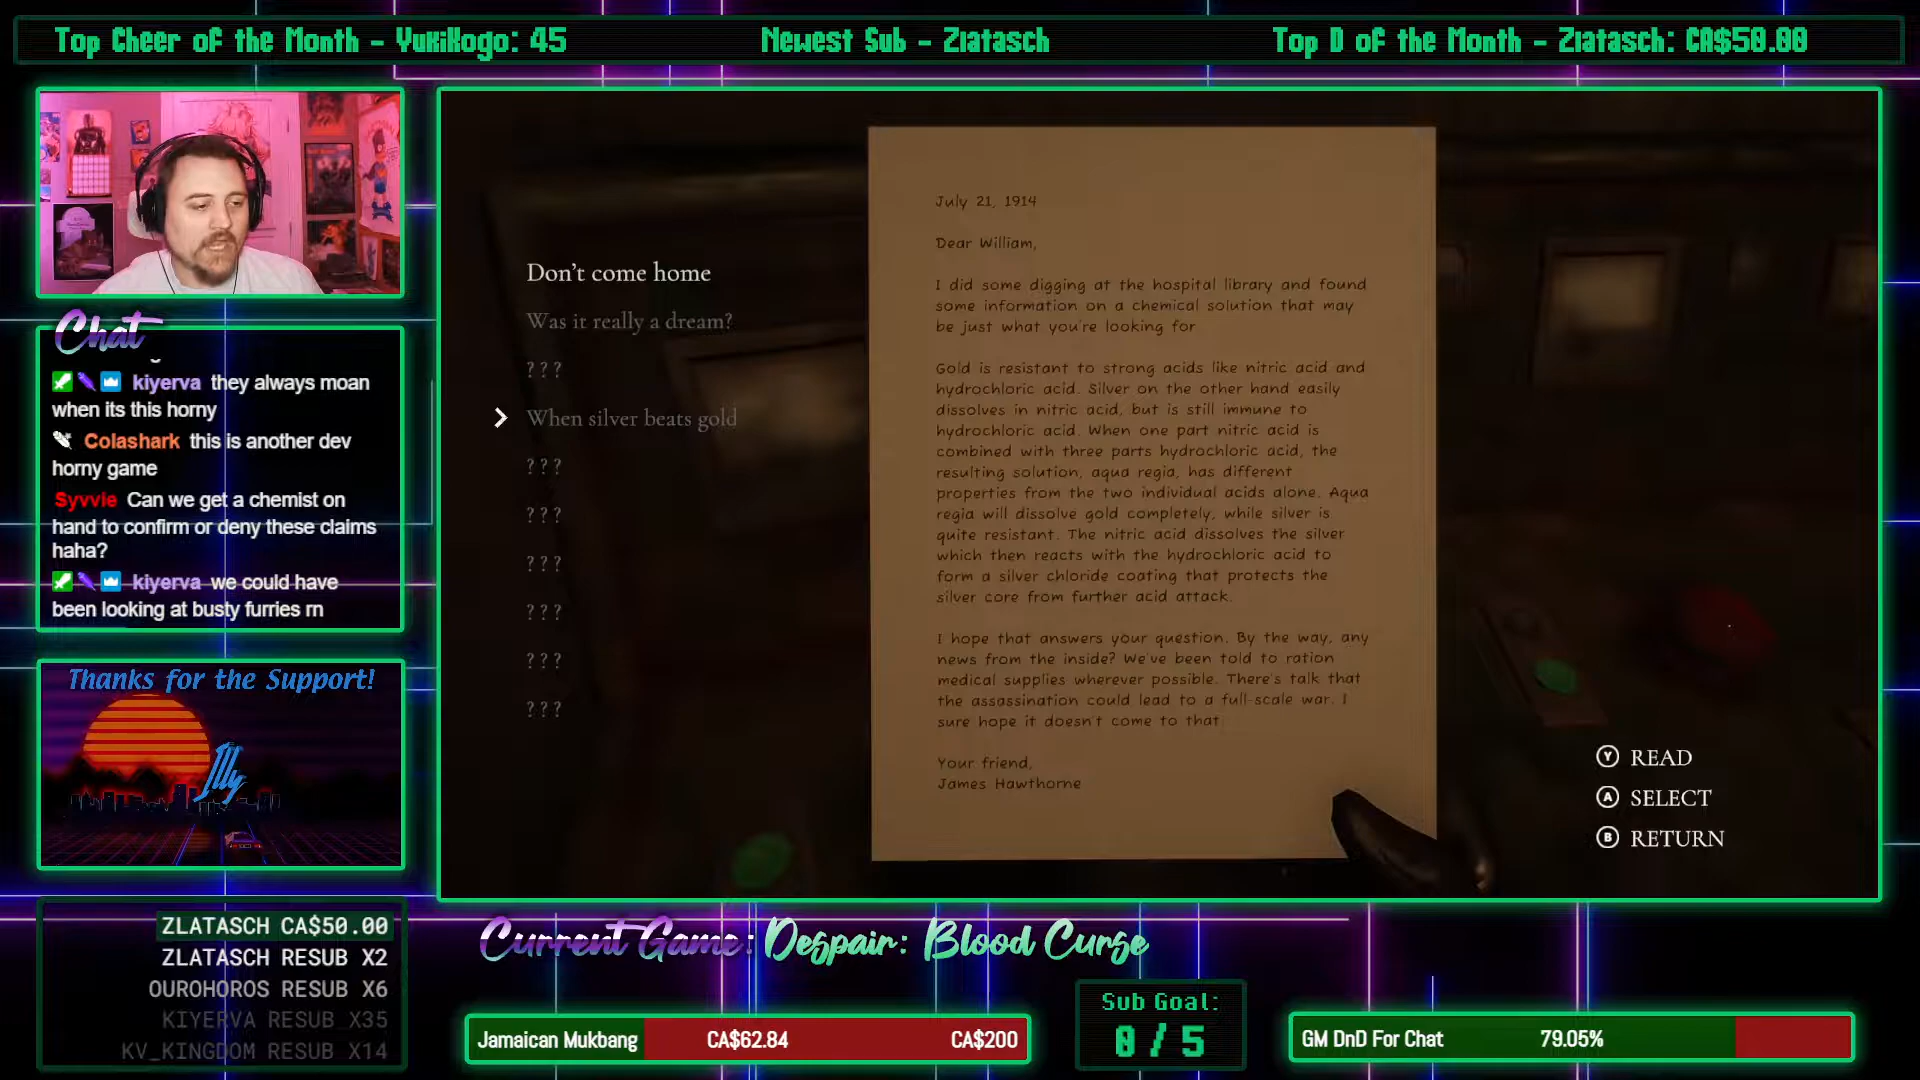 Top Cheer of the Month - YukiKogo: 45
Newest Sub - Zlatasch
Top D of the Month - Zlatasch: CA$50.00
Chat
kiyerva they always moan
when its this horny
Colashark this is another dev
horny game
Syvvie Can we get a chemist on
hand to confirm or deny these claims
haha?
kiyerva we could have
been looking at busty furries rn
Thanks for the Support!
Illy
ZLATASCH CA$50.00
ZLATASCH RESUB X2
OUROHOROS RESUB X6
KIYERVA RESUB X35
KV_KINGDOM RESUB X14
Don't come home
Was it really a dream?
???
When silver beats gold
???
???
???
???
???
???
July 21, 1914
Dear William,
I did some digging at the hospital library and found
some information on a chemical solution that may
be just what you're looking for
Gold is resistant to strong acids like nitric acid and
hydrochloric acid. Silver on the other hand easily
dissolves in nitric acid, but is still immune to
hydrochloric acid. When one part nitric acid is
combined with three parts hydrochloric acid, the
resulting solution, aqua regia, has different
properties from the two individual acids alone. Aqua
regia will dissolve gold completely, while silver is
quite resistant. The nitric acid dissolves the silver
which then reacts with the hydrochloric acid to
form a silver chloride coating that protects the
silver core from further acid attack.
I hope that answers your question. By the way, any
news from the inside? We've been told to ration
medical supplies wherever possible. There's talk that
the assassination could lead to a full-scale war. I
sure hope it doesn't come to that
Your friend,
James Hawthorne
Y READ
A SELECT
B RETURN
Current Game: Despair: Blood Curse
Jamaican Mukbang CA$62.84 CA$200
Sub Goal:
0 / 5
GM DnD For Chat 79.05%